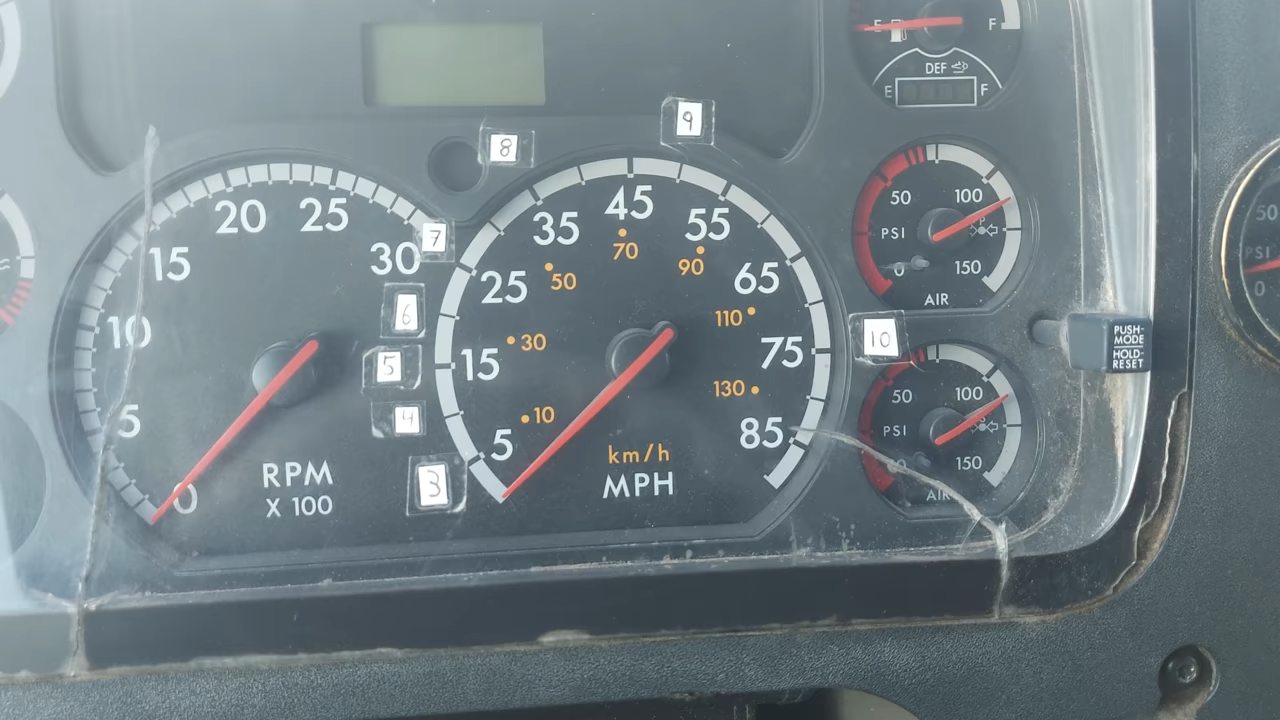 E F
DEF
E F
9
8
50 100
PSI
0 150
AIR
50
PSI
0
0 5 10 15 20 25 30
RPM
X 100
7
6
5
4
3
5 15 25 35 45 55 65 75 85
10 30 50 70 90 110 130
km/h
MPH
10
PUSH-
MODE
HOLD-
RESET
50 100
PSI P
0 150
AIR